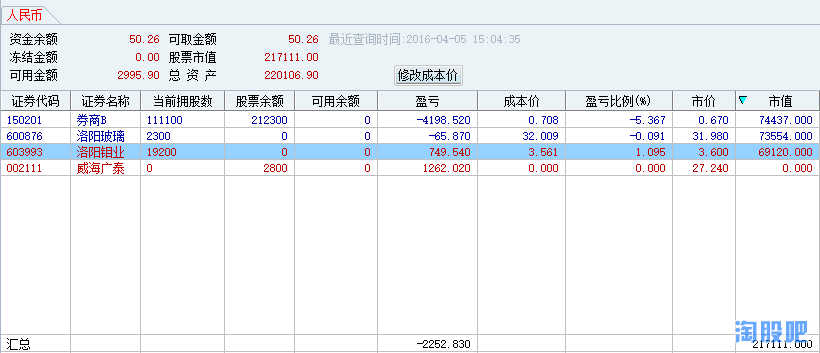 人民币
资金余额 50.26 可取金额 50.26 最近查询时间:2016-04-05 15:04:35
冻结金额 0.00 股票市值 217111.00
可用金额 2995.90 总 资 产 220106.90 修改成本价
证券代码 证券名称 当前拥股数 股票余额 可用余额 盈亏 成本价 盈亏比例(%) 市价 市值
150201 券商B 111100 212300 0 -4198.520 0.708 -5.367 0.670 74437.000
600876 洛阳玻璃 2300 0 0 -65.870 32.009 -0.091 31.980 73554.000
603993 洛阳钼业 19200 0 0 749.540 3.561 1.095 3.600 69120.000
002111 威海广泰 0 2800 0 1262.020 0.000 0.000 27.240 0.000
淘股吧
汇总 -2252.830 217111.000